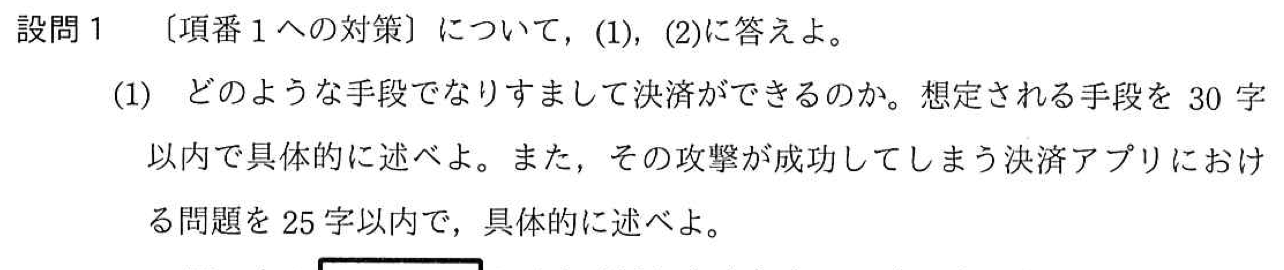 設問1 〔項番1への対策〕について，(1)，(2)に答えよ。
(1) どのような手段でなりすまして決済ができるのか。想定される手段を 30 字
以内で具体的に述べよ。また，その攻撃が成功してしまう決済アプリにおけ
る問題を 25 字以内で，具体的に述べよ。